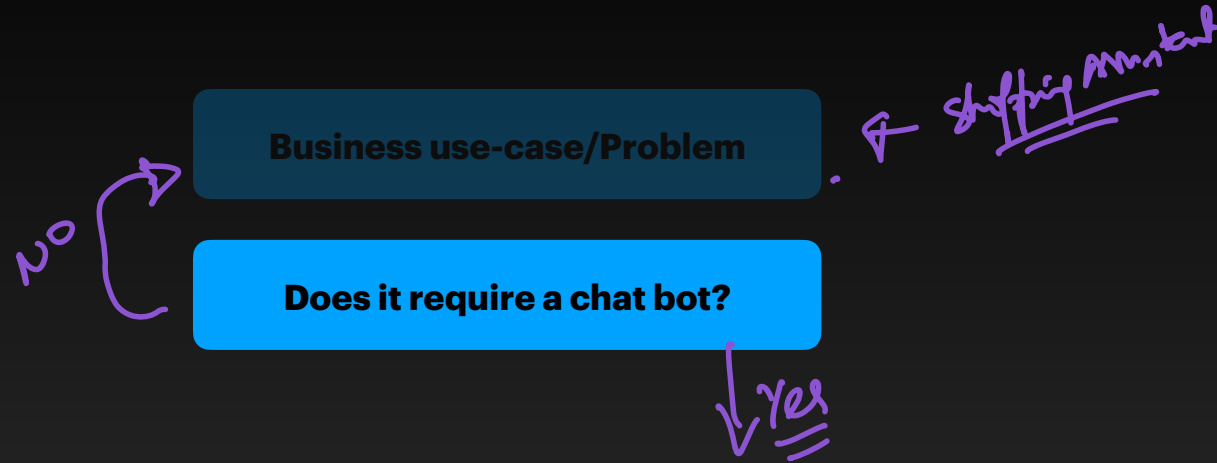 Business use-case/Problem
NO
Does it require a chat bot?
Yes